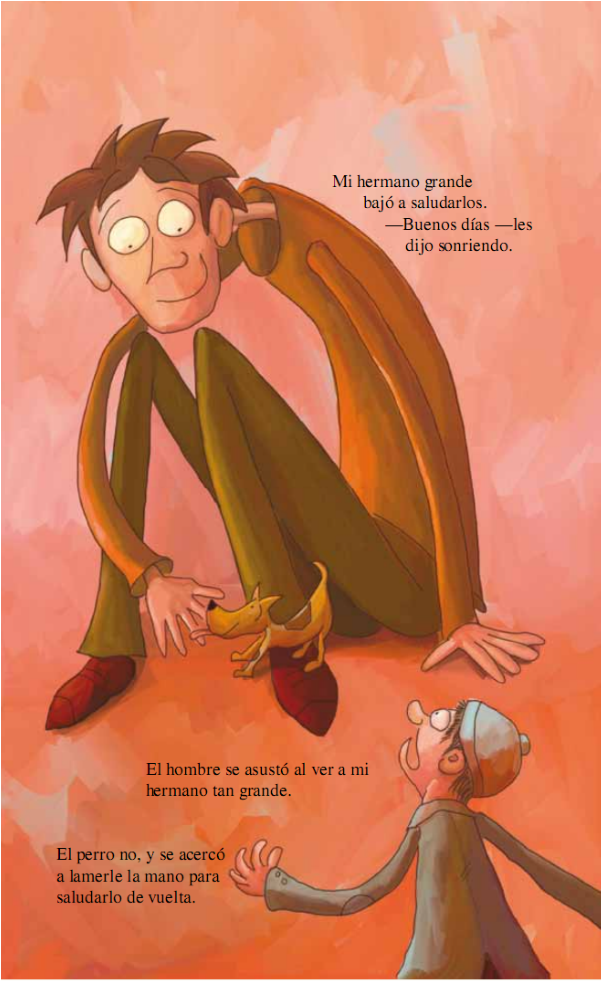 Mi hermano grande
bajó a saludarlos.
—Buenos días —les
dijo sonriendo.
El hombre se asustó al ver a mi
hermano tan grande.
El perro no, y se acercó
a lamerle la mano para
saludarlo de vuelta.